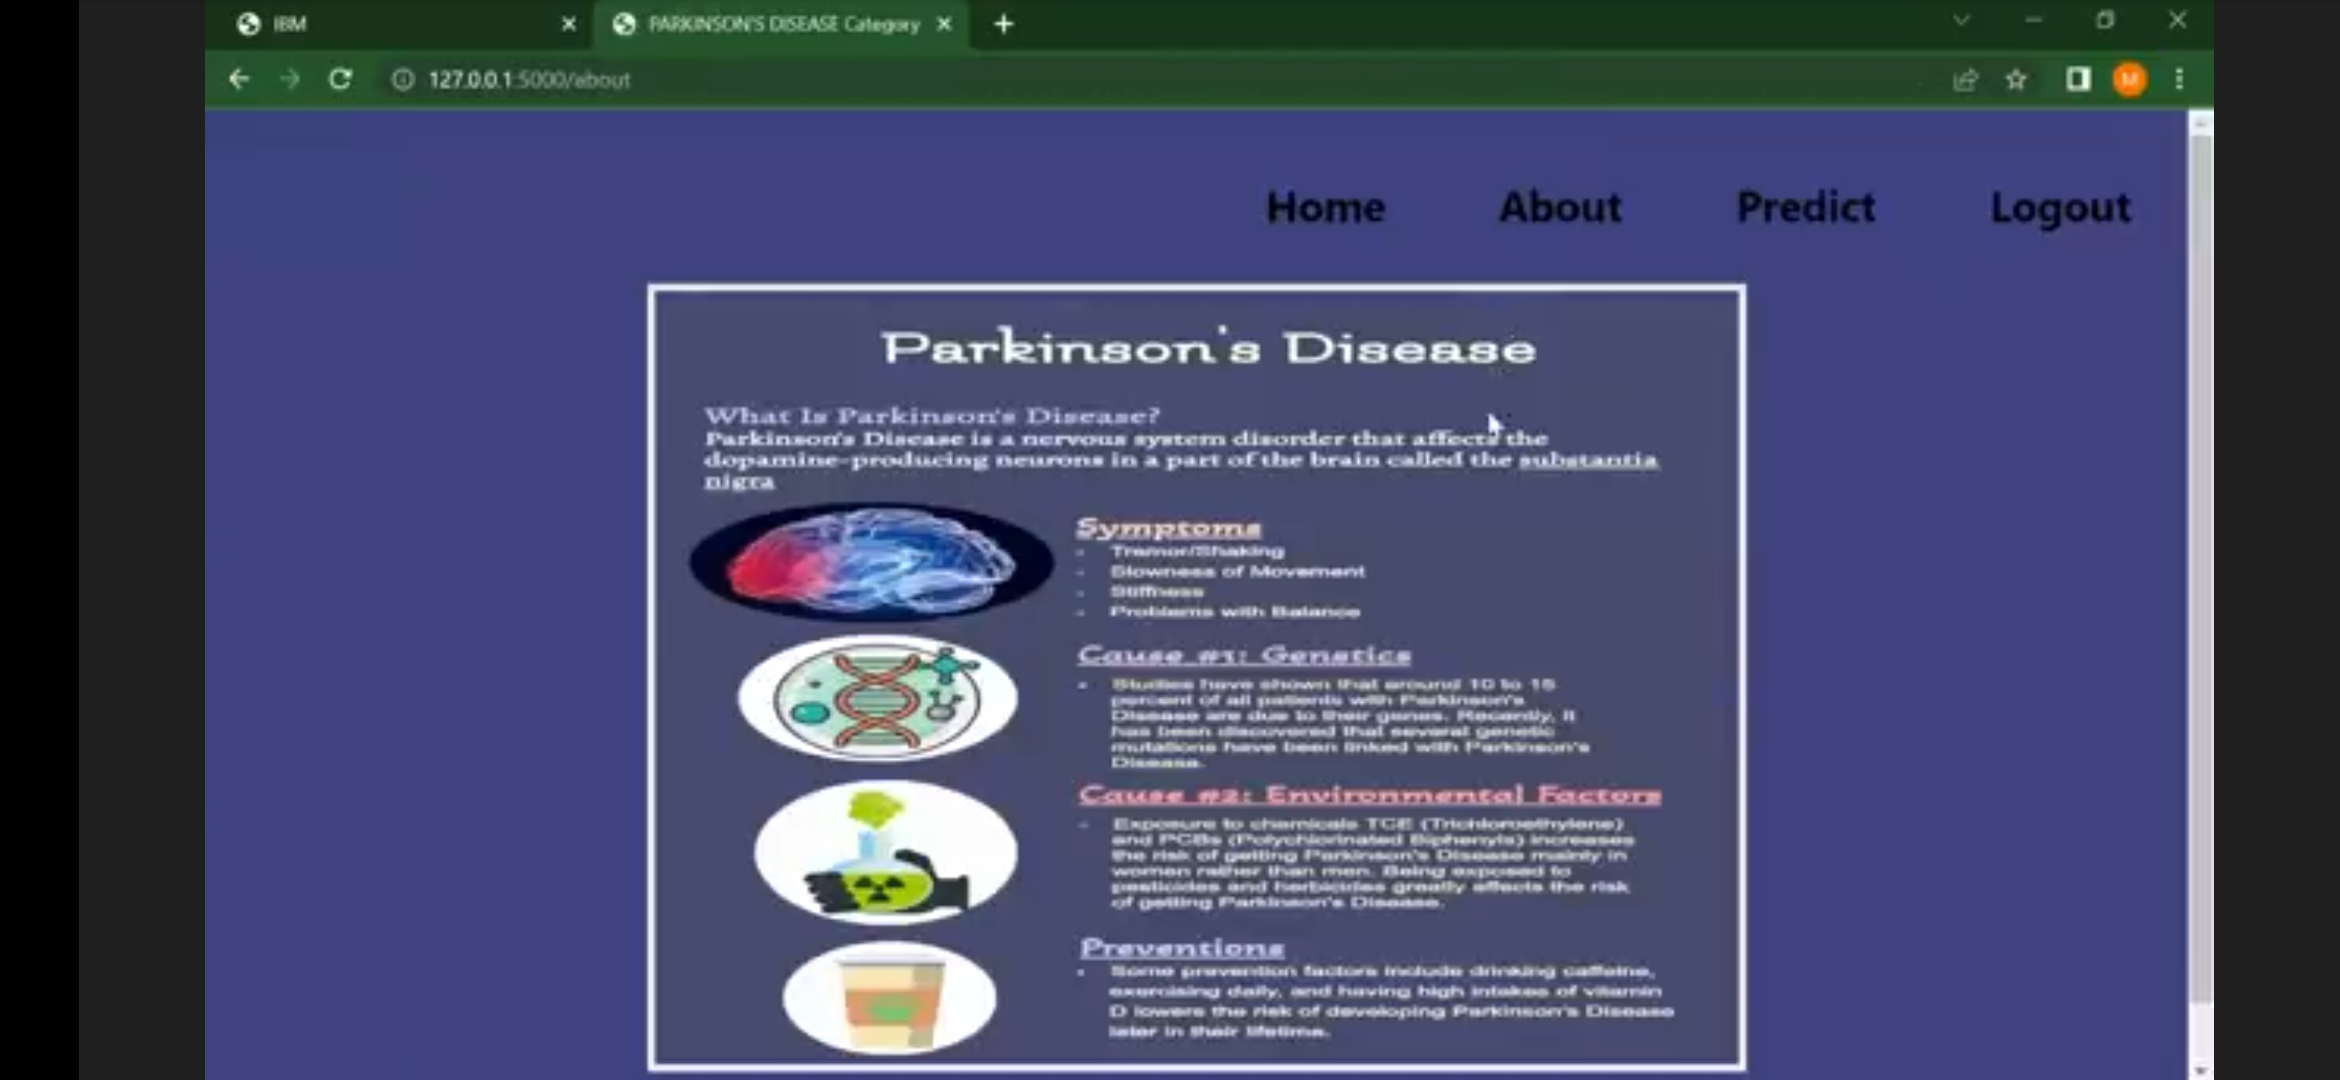 IBM
PARKINSON'S DISEASE Category
127.0.0.1:5000/about
M
Home About Predict Logout
Parkinson's Disease
What Is Parkinson's Disease?
Parkinson's Disease is a nervous system disorder that affects the
dopamine-producing neurons in a part of the brain called the substantia
nigra
Symptoms
- Tremor/Shaking
- Slowness of Movement
- Stiffness
- Problems with Balance
Cause #1: Genetics
- Studies have shown that around 10 to 15
percent of all patients with Parkinson's
Disease are due to their genes. Recently, it
has been discovered that several genetic
mutations have been linked with Parkinson's
Disease.
Cause #2: Environmental Factors
- Exposure to chemicals TCE (Trichloroethylene)
and PCBs (Polychlorinated Biphenyls) increases
the risk of getting Parkinson's Disease mainly in
women rather than men. Being exposed to
pesticides and herbicides greatly affects the risk
of getting Parkinson's Disease.
Preventions
- Some prevention factors include drinking caffeine,
exercising daily, and having high intakes of vitamin
D lowers the risk of developing Parkinson's Disease
later in their lifetime.